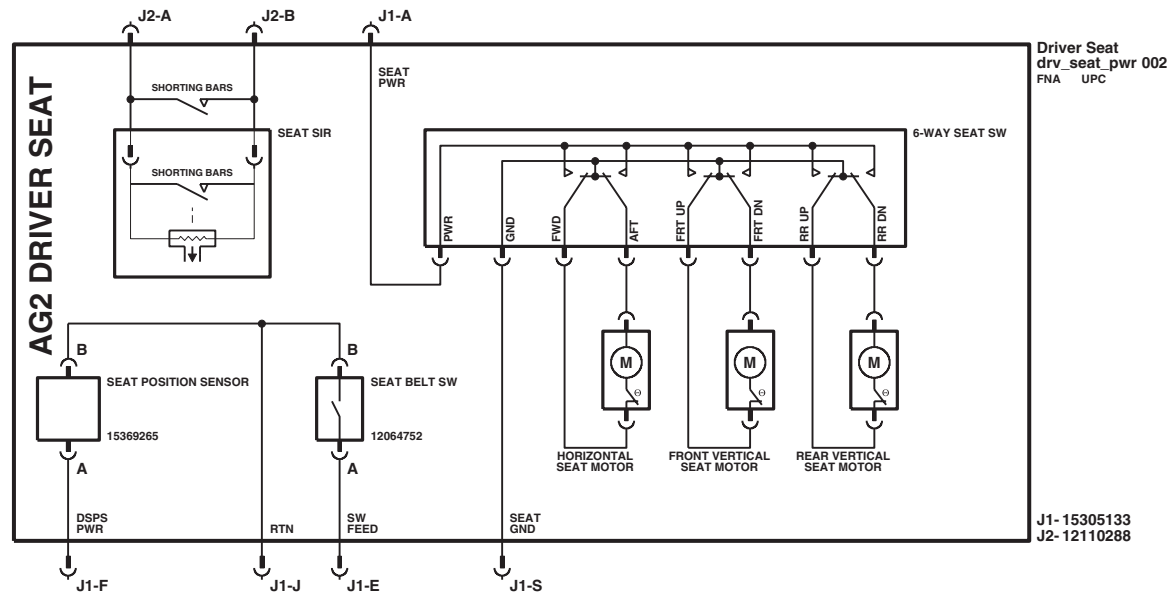 J2-A
J2-B
J1-A
Driver Seat
drv_seat_pwr 002
FNA UPC
AG2 DRIVER SEAT
SEAT
PWR
SHORTING BARS
SEAT SIR
6-WAY SEAT SW
SHORTING BARS
PWR
GND
FWD
AFT
FRT UP
FRT DN
RR UP
RR DN
B
B
SEAT POSITION SENSOR
SEAT BELT SW
M
M
M
Θ
Θ
Θ
15369265
12064752
A
A
HORIZONTAL
SEAT MOTOR
FRONT VERTICAL
SEAT MOTOR
REAR VERTICAL
SEAT MOTOR
DSPS
PWR
RTN
SW
FEED
SEAT
GND
J1- 15305133
J2- 12110288
J1-F
J1-J
J1-E
J1-S